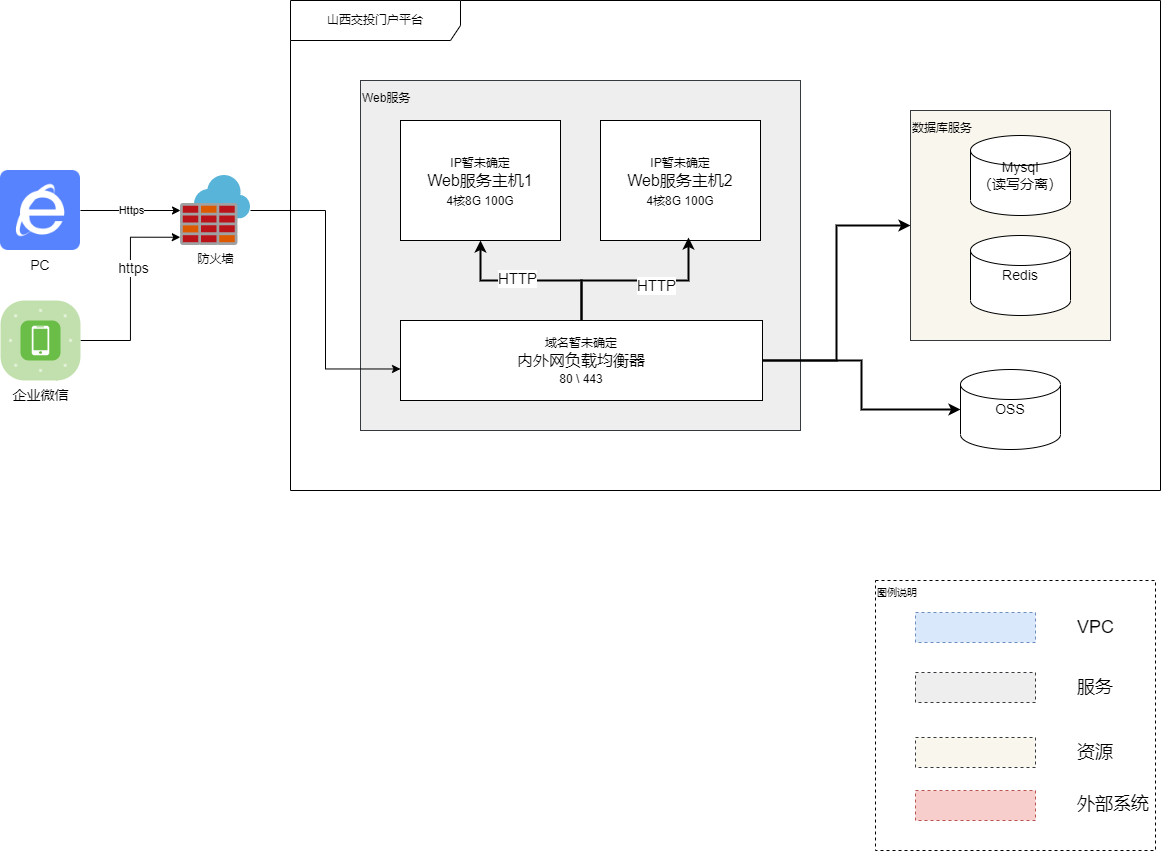 山西交投门户平台
Web服务
IP暂未确定
Web服务主机1
4核8G 100G
IP暂未确定
Web服务主机2
4核8G 100G
数据库服务
Mysql
（读写分离）
Redis
Https
PC
https
防火墙
HTTP
HTTP
域名暂未确定
内外网负载均衡器
80 \ 443
企业微信
OSS
图例说明
VPC
服务
资源
外部系统